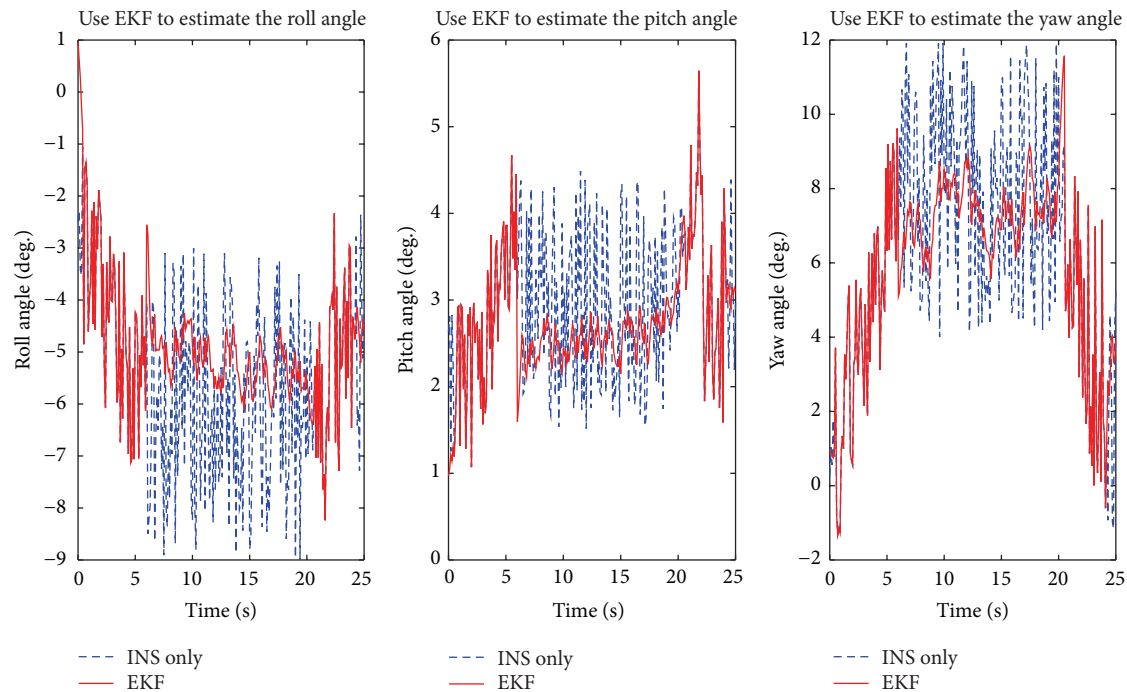 Use EKF to estimate the roll angle
1
0
−1
−2
−3
−4
−5
−6
−7
−8
−9
Roll angle (deg.)
0
5
10
15
20
25
Time (s)
INS only
EKF
Use EKF to estimate the pitch angle
6
5
4
3
2
1
0
Pitch angle (deg.)
0
5
10
15
20
25
Time (s)
INS only
EKF
Use EKF to estimate the yaw angle
12
10
8
6
4
2
0
−2
Yaw angle (deg.)
0
5
10
15
20
25
Time (s)
INS only
EKF